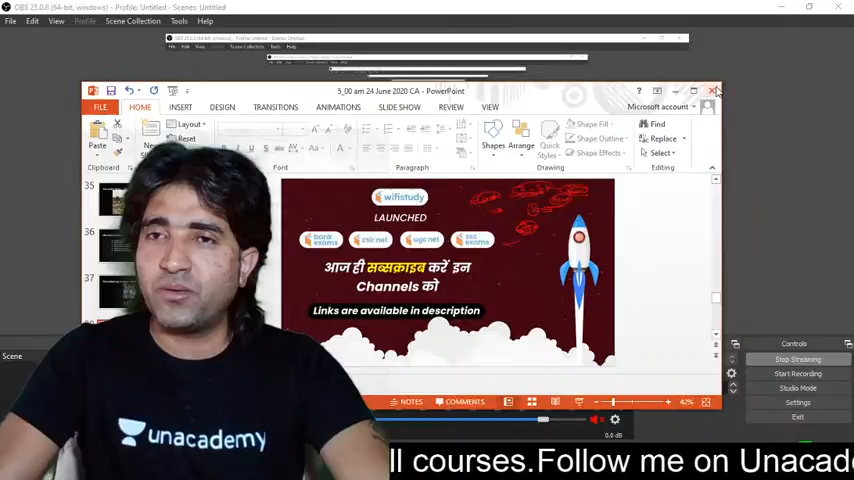 OBS 25.0.8 (64-bit, windows) - Profile: Untitled - Scenes: Untitled
File Edit View Profile Scene Collection Tools Help
5_00 am 24 June 2020 CA - PowerPoint
FILE HOME INSERT DESIGN TRANSITIONS ANIMATIONS SLIDE SHOW REVIEW VIEW Microsoft account
Paste
Layout
Reset
Shapes Arrange Quick Styles
Shape Fill
Shape Outline
Shape Effects
Find
Replace
Select
Clipboard Font Paragraph Drawing Editing
35
36
37
wifistudy
LAUNCHED
bank exams csir net ugc net ssc exams
आज ही सब्सक्राइब करें इन
Channels को
Links are available in description
NOTES COMMENTS 42%
Scene
Controls
Stop Streaming
Start Recording
Studio Mode
Settings
Exit
0.0 dB
unacademy
ll courses.Follow me on Unacade